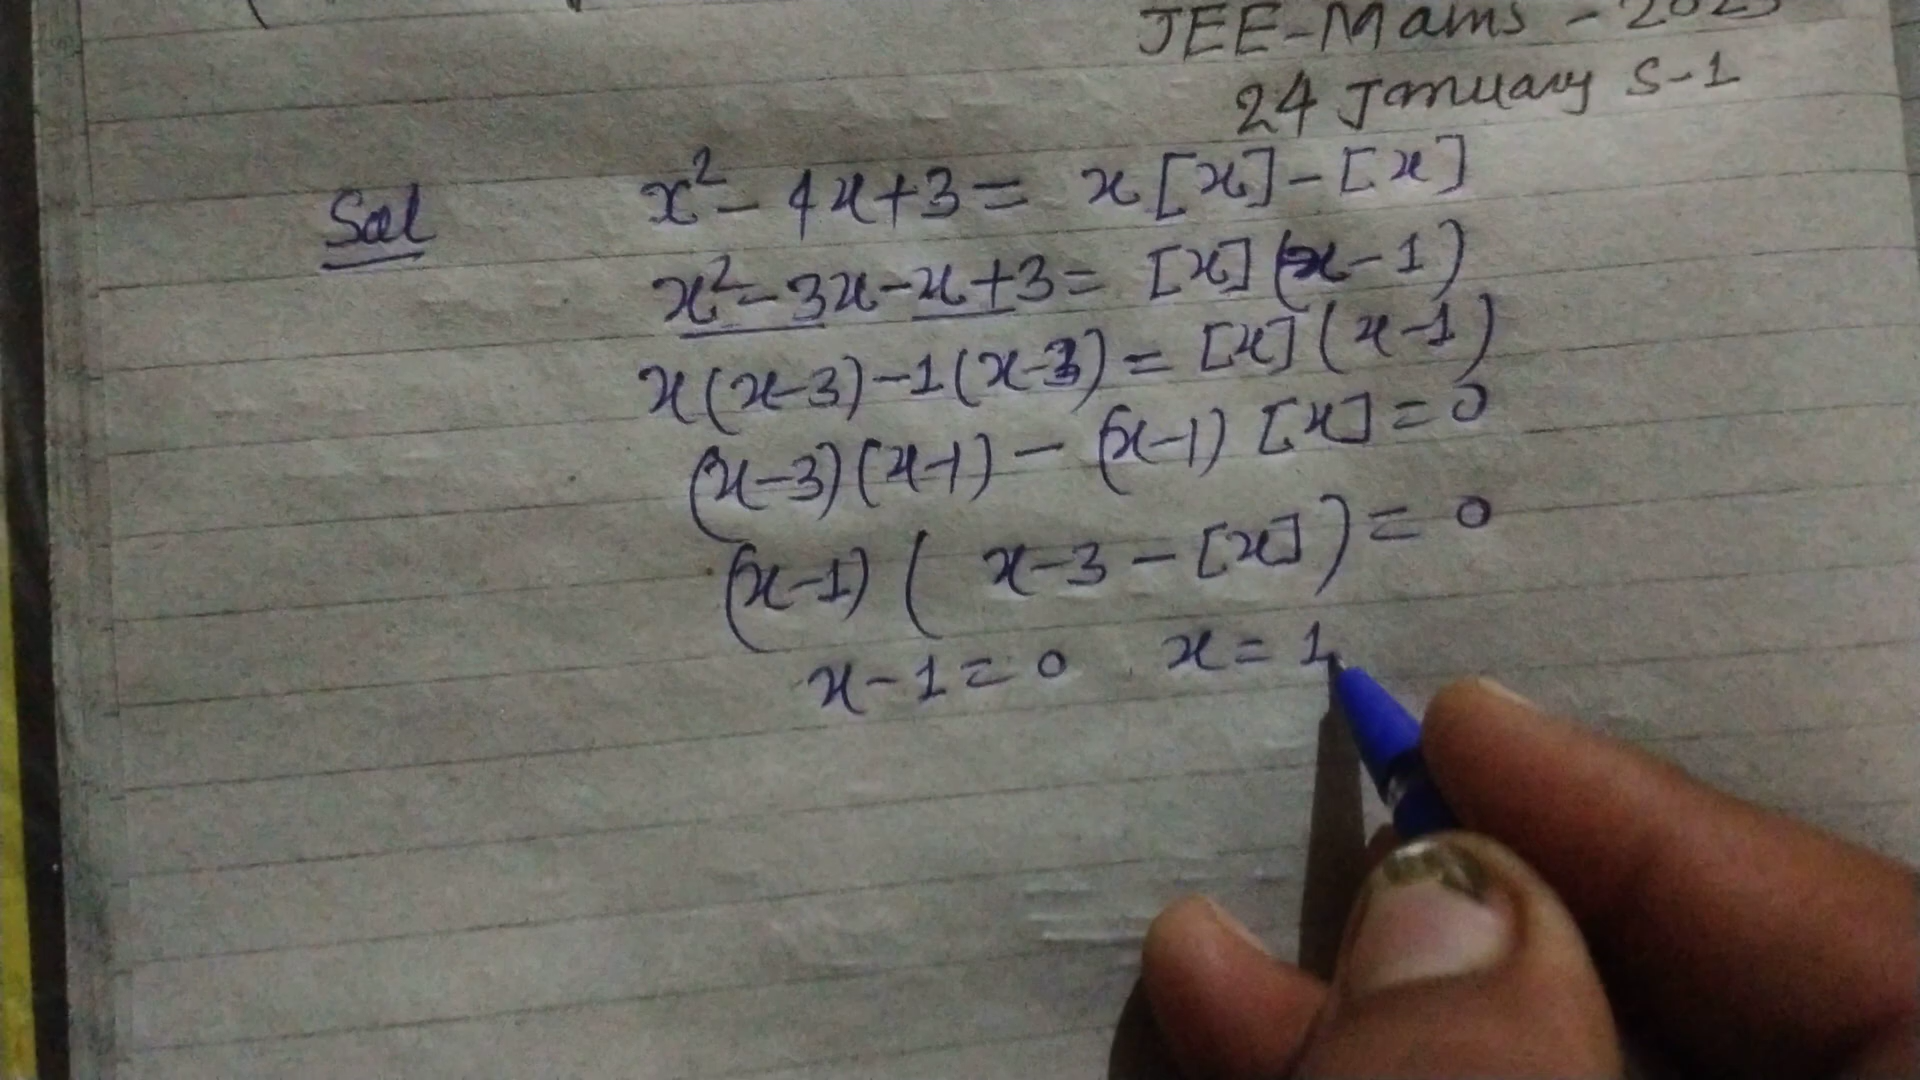 JEE-Mains - 2023
24 January S-1
Sol x² - 4x+3 = x[x]-[x]
x²-3x-x+3 = [x](x-1)
x(x-3)-1(x-3) = [x](x-1)
(x-3)(x-1) - (x-1)[x] = 0
(x-1)(x-3-[x]) = 0
x-1=0 x=1